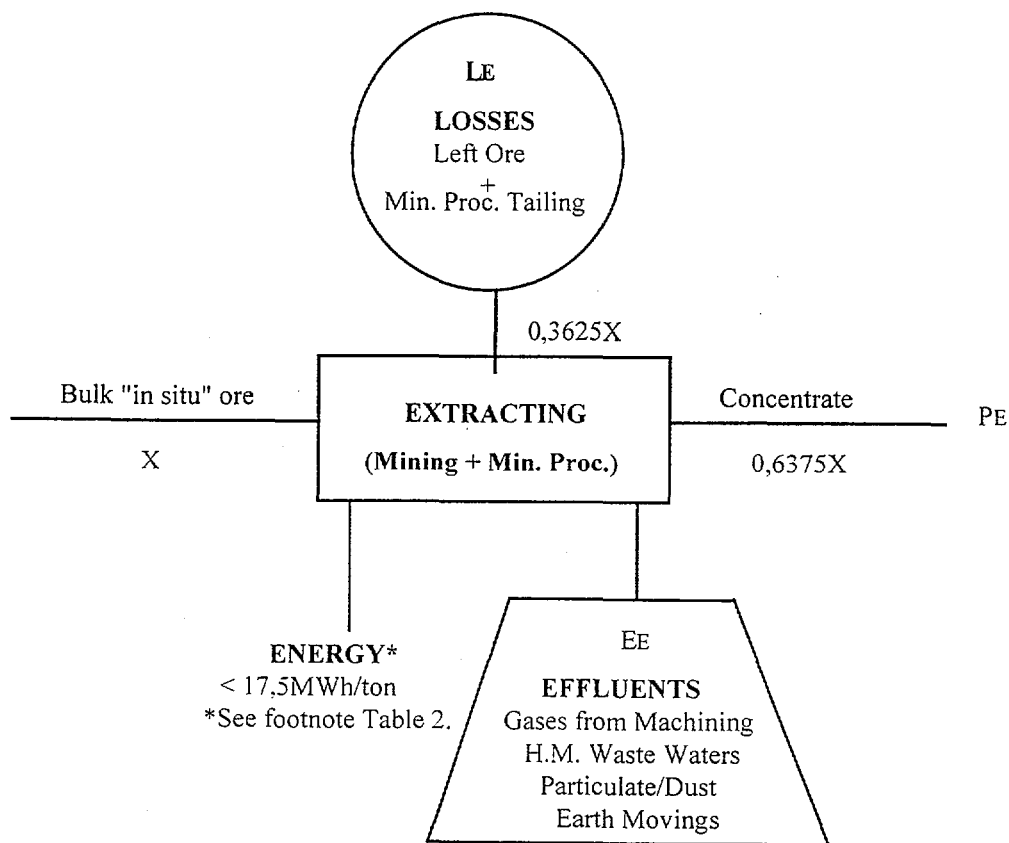 LE
LOSSES
Left Ore
+
Min. Proc. Tailing
0,3625X
Bulk "in situ" ore
X
EXTRACTING
(Mining + Min. Proc.)
Concentrate
0,6375X
PE
ENERGY*
< 17,5MWh/ton
*See footnote Table 2.
EE
EFFLUENTS
Gases from Machining
H.M. Waste Waters
Particulate/Dust
Earth Movings